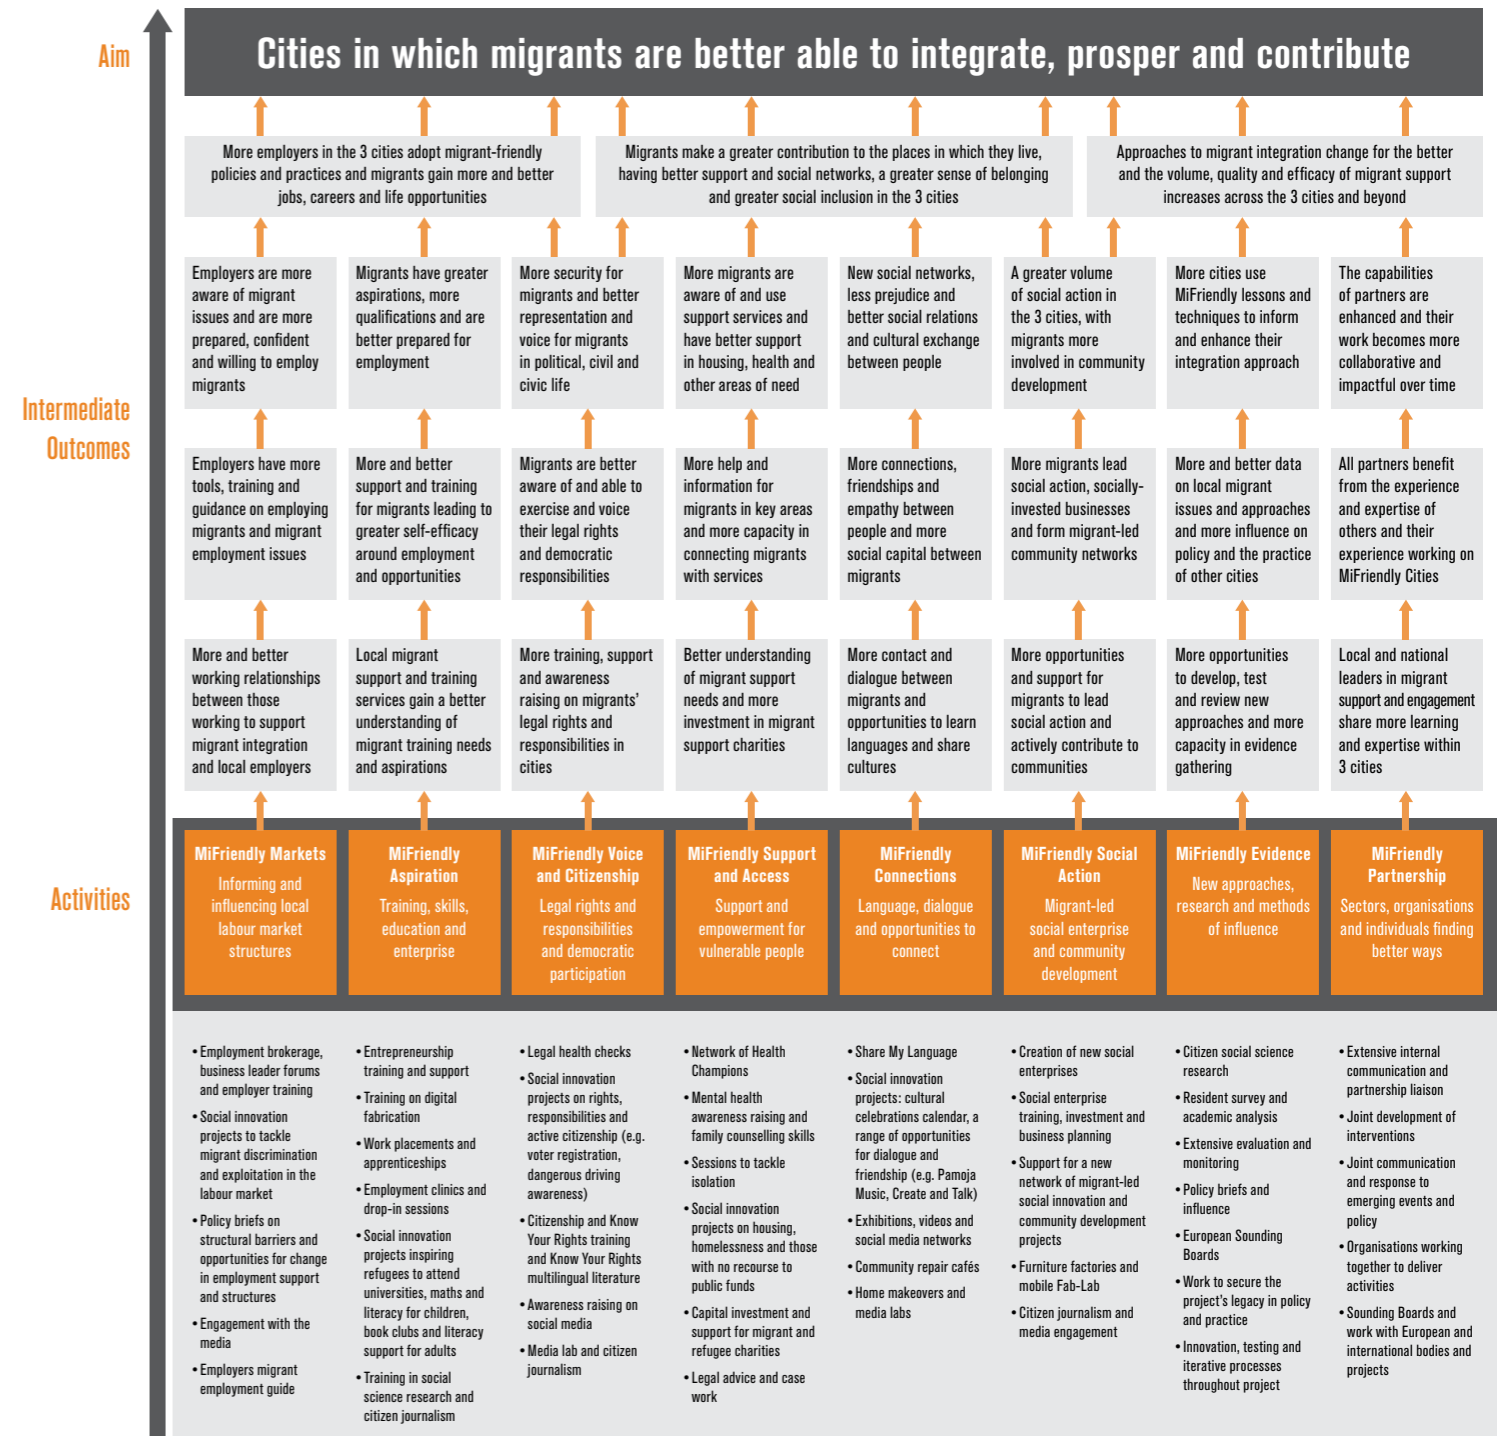 Aim
Cities in which migrants are better able to integrate, prosper and contribute
More employers in the 3 cities adopt migrant-friendly
policies and practices and migrants gain more and better
jobs, careers and life opportunities
Migrants make a greater contribution to the places in which they live,
having better support and social networks, a greater sense of belonging
and greater social inclusion in the 3 cities
Approaches to migrant integration change for the better
and the volume, quality and efficacy of migrant support
increases across the 3 cities and beyond
Intermediate
Outcomes
Employers are more
aware of migrant
issues and are more
prepared, confident
and willing to employ
migrants
Migrants have greater
aspirations, more
qualifications and are
better prepared for
employment
More security for
migrants and better
representation and
voice for migrants
in political, civil and
civic life
More migrants are
aware of and use
support services and
have better support
in housing, health and
other areas of need
New social networks,
less prejudice and
better social relations
and cultural exchange
between people
A greater volume
of social action in
the 3 cities, with
migrants more
involved in community
development
More cities use
MiFriendly lessons and
techniques to inform
and enhance their
integration approach
The capabilities
of partners are
enhanced and their
work becomes more
collaborative and
impactful over time
Employers have more
tools, training and
guidance on employing
migrants and migrant
employment issues
More and better
support and training
for migrants leading to
greater self-efficacy
around employment
and opportunities
Migrants are better
aware of and able to
exercise and voice
their legal rights
and democratic
responsibilities
More help and
information for
migrants in key areas
and more capacity in
connecting migrants
with services
More connections,
friendships and
empathy between
people and more
social capital between
migrants
More migrants lead
social action, socially-
invested businesses
and form migrant-led
community networks
More and better data
on local migrant
issues and approaches
and more influence on
policy and the practice
of other cities
All partners benefit
from the experience
and expertise of
others and their
experience working on
MiFriendly Cities
More and better
working relationships
between those
working to support
migrant integration
and local employers
Local migrant
support and training
services gain a better
understanding of
migrant training needs
and aspirations
More training, support
and awareness
raising on migrants'
legal rights and
responsibilities in
cities
Better understanding
of migrant support
needs and more
investment in migrant
support charities
More contact and
dialogue between
migrants and
opportunities to learn
languages and share
cultures
More opportunities
and support for
migrants to lead
social action and
actively contribute to
communities
More opportunities
to develop, test
and review new
approaches and more
capacity in evidence
gathering
Local and national
leaders in migrant
support and engagement
share more learning
and expertise within
3 cities
Activities
MiFriendly Markets
Informing and
influencing local
labour market
structures
MiFriendly
Aspiration
Training, skills,
education and
enterprise
MiFriendly Voice
and Citizenship
Legal rights and
responsibilities
and democratic
participation
MiFriendly Support
and Access
Support and
empowerment for
vulnerable people
MiFriendly
Connections
Language, dialogue
and opportunities to
connect
MiFriendly Social
Action
Migrant-led
social enterprise
and community
development
MiFriendly Evidence
New approaches,
research and methods
of influence
MiFriendly
Partnership
Sectors, organisations
and individuals finding
better ways
• Employment brokerage,
business leader forums
and employer training
• Social innovation
projects to tackle
migrant discrimination
and exploitation in the
labour market
• Policy briefs on
structural barriers and
opportunities for change
in employment support
and structures
• Engagement with the
media
• Employers migrant
employment guide
• Entrepreneurship
training and support
• Training on digital
fabrication
• Work placements and
apprenticeships
• Employment clinics and
drop-in sessions
• Social innovation
projects inspiring
refugees to attend
universities, maths and
literacy for children,
book clubs and literacy
support for adults
• Training in social
science research and
citizen journalism
• Legal health checks
• Social innovation
projects on rights,
responsibilities and
active citizenship (e.g.
voter registration,
dangerous driving
awareness)
• Citizenship and Know
Your Rights training
and Know Your Rights
multilingual literature
• Awareness raising on
social media
• Media lab and citizen
journalism
• Network of Health
Champions
• Mental health
awareness raising and
family counselling skills
• Sessions to tackle
isolation
• Social innovation
projects on housing,
homelessness and those
with no recourse to
public funds
• Capital investment and
support for migrant and
refugee charities
• Legal advice and case
work
• Share My Language
• Social innovation
projects: cultural
celebrations calendar, a
range of opportunities
for dialogue and
friendship (e.g. Pamoja
Music, Create and Talk)
• Exhibitions, videos and
social media networks
• Community repair cafés
• Home makeovers and
media labs
• Creation of new social
enterprises
• Social enterprise
training, investment and
business planning
• Support for a new
network of migrant-led
social innovation and
community development
projects
• Furniture factories and
mobile Fab-Lab
• Citizen journalism and
media engagement
• Citizen social science
research
• Resident survey and
academic analysis
• Extensive evaluation and
monitoring
• Policy briefs and
influence
• European Sounding
Boards
• Work to secure the
project's legacy in policy
and practice
• Innovation, testing and
iterative processes
throughout project
• Extensive internal
communication and
partnership liaison
• Joint development of
interventions
• Joint communication
and response to
emerging events and
policy
• Organisations working
together to deliver
activities
• Sounding Boards and
work with European and
international bodies and
projects